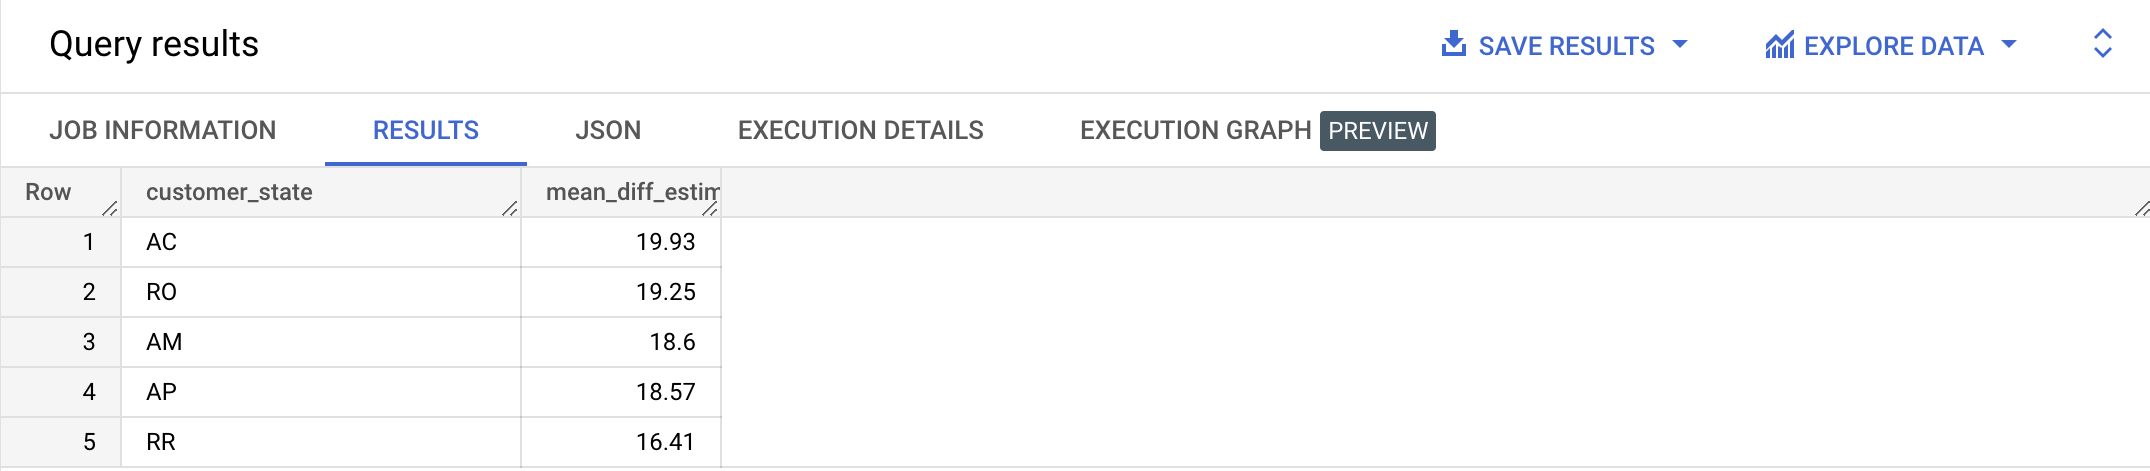 Query results SAVE RESULTS EXPLORE DATA
JOB INFORMATION RESULTS JSON EXECUTION DETAILS EXECUTION GRAPH PREVIEW
Row customer_state mean_diff_estim
1 AC 19.93
2 RO 19.25
3 AM 18.6
4 AP 18.57
5 RR 16.41